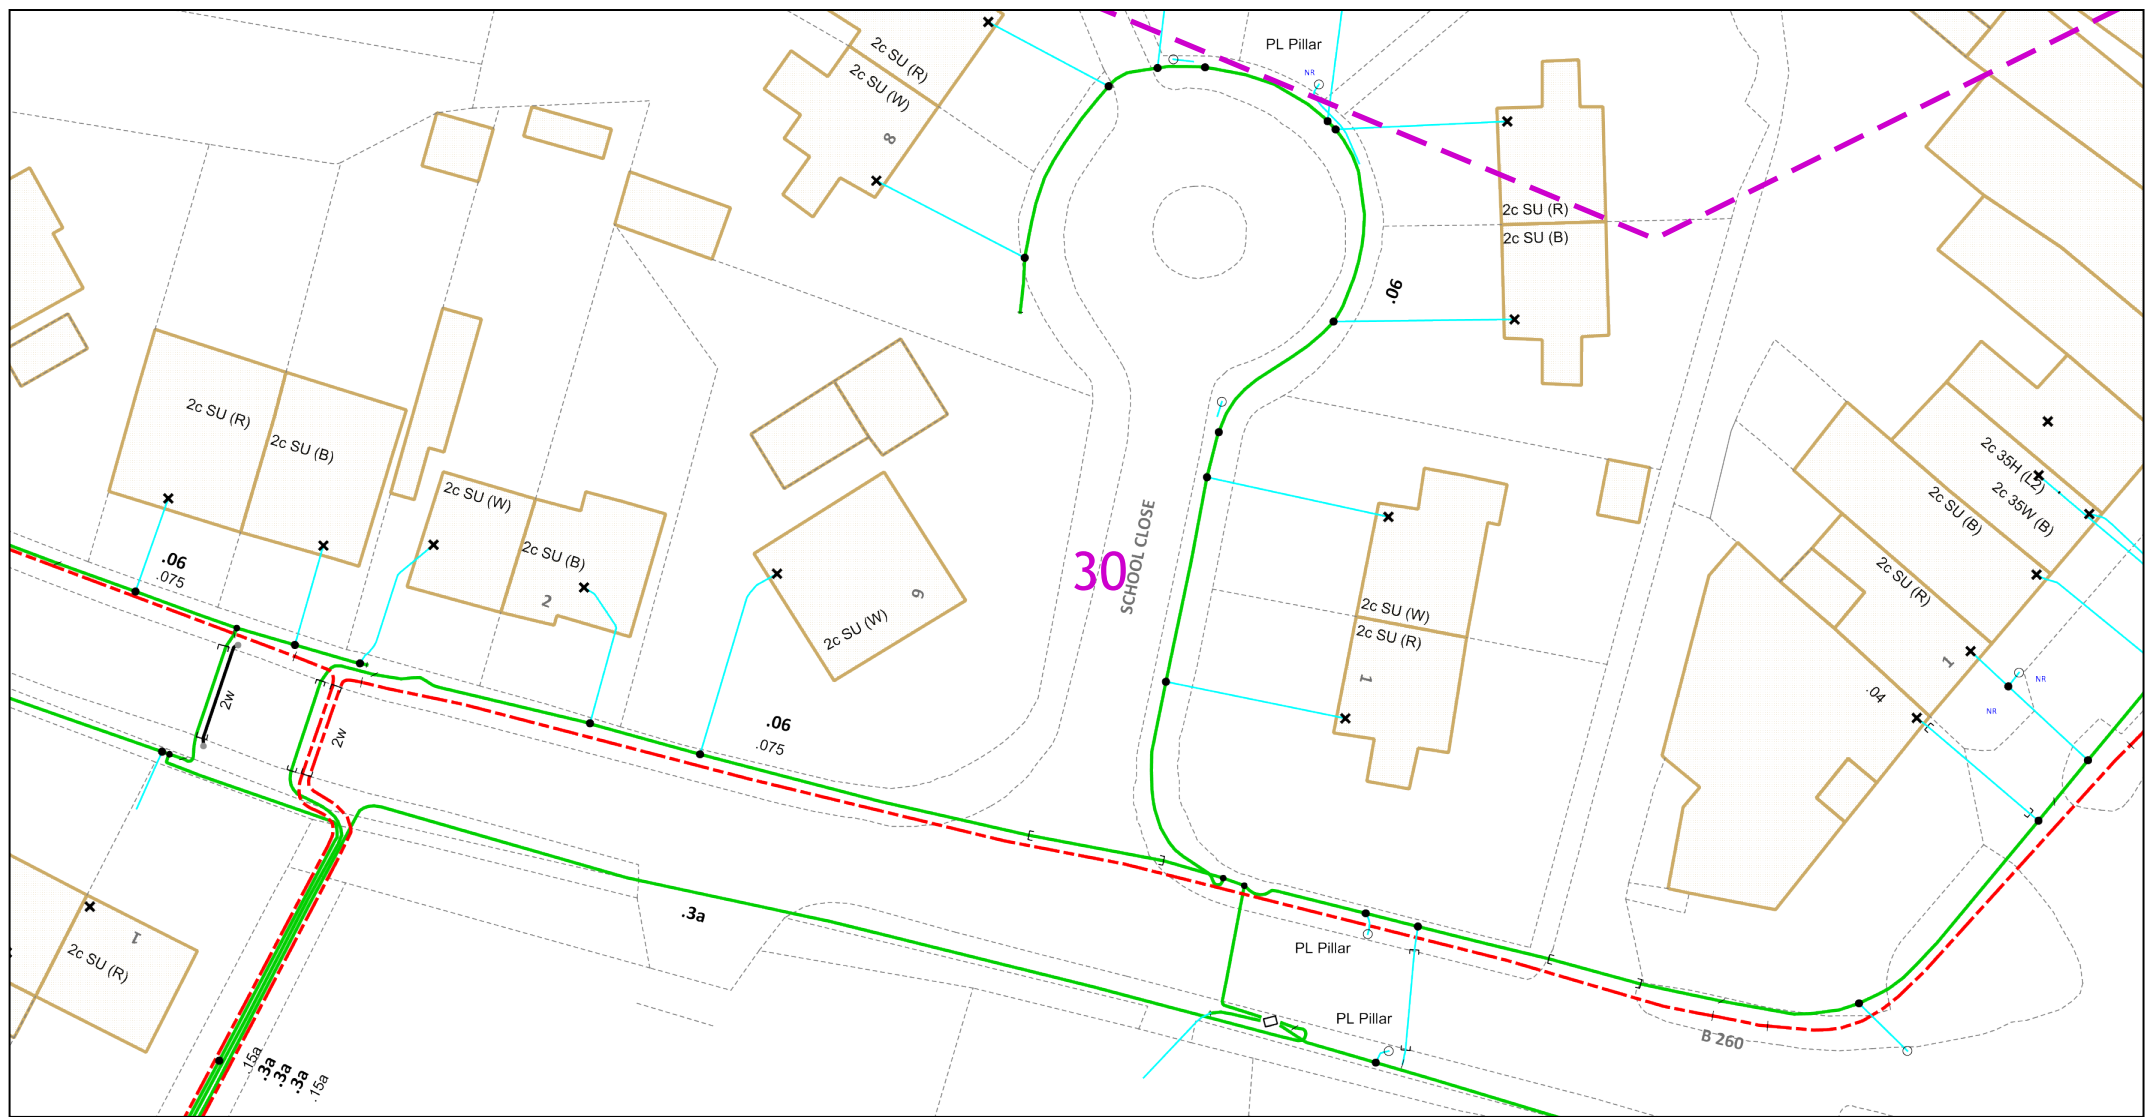 PL Pillar
NR
2c SU (R)
2c SU (W)
8
2c SU (R)
2c SU (B)
.06
2c SU (R)
2c SU (B)
2c SU (W)
2c SU (B)
2
.06
.075
2c SU (W)
9
30
SCHOOL CLOSE
2c SU (W)
2c SU (R)
1
2c 35H (L2)
2c 35W (B)
2c SU (B)
2c SU (R)
1
.04
NR
NR
2w
2w
.06
.075
.3a
PL Pillar
PL Pillar
B 260
1
2c SU (R)
.15a
.3a
.3a
.3a
.15a